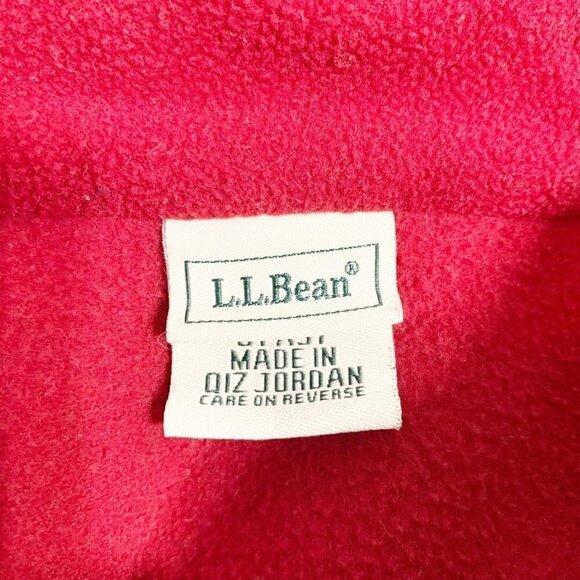 L.L.Bean®
MADE IN
QIZ JORDAN
CARE ON REVERSE